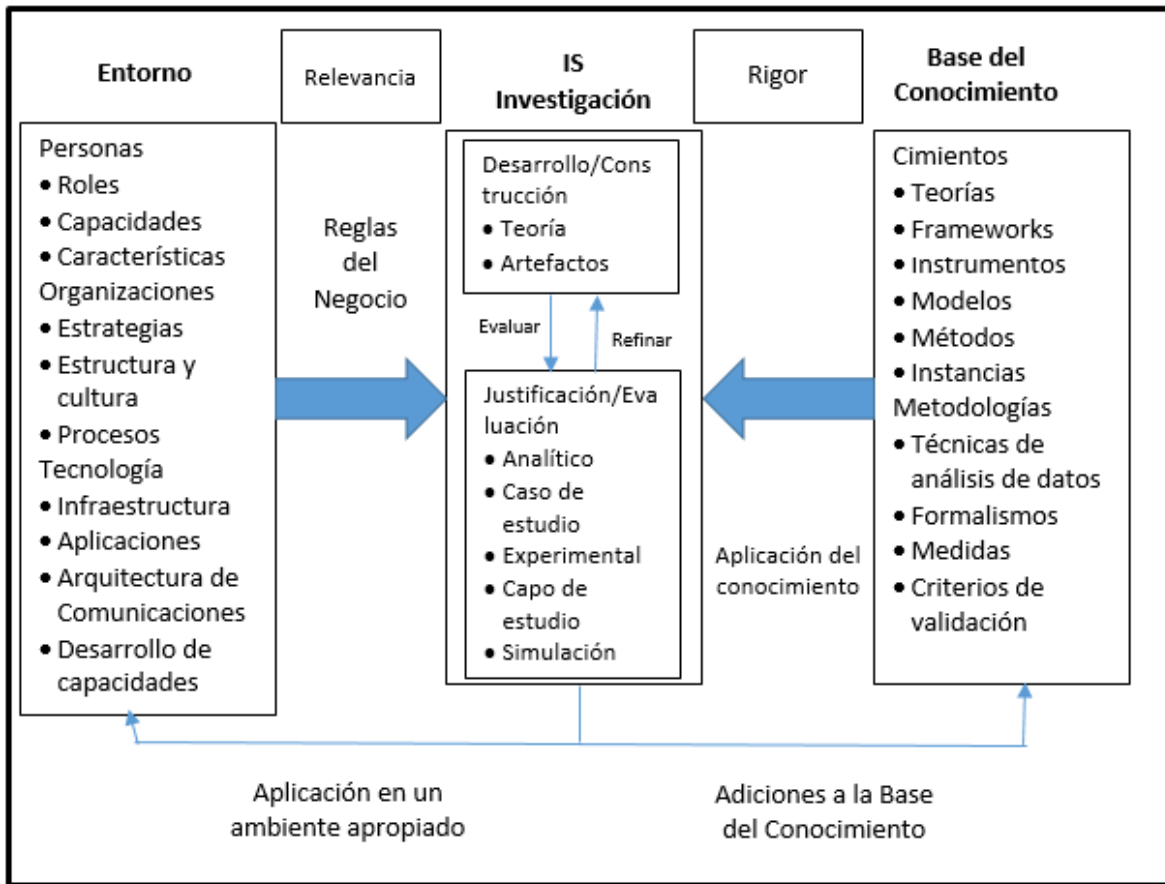 Entorno
Personas
• Roles
• Capacidades
• Características
Organizaciones
• Estrategias
• Estructura y
cultura
• Procesos
Tecnología
• Infraestructura
• Aplicaciones
• Arquitectura de
Comunicaciones
• Desarrollo de
capacidades
Relevancia
Reglas
del
Negocio
IS
Investigación
Desarrollo/Cons
trucción
• Teoría
• Artefactos
Evaluar
Refinar
Justificación/Eva
luación
• Analítico
• Caso de
estudio
• Experimental
• Capo de
estudio
• Simulación
Rigor
Aplicación del
conocimiento
Base del
Conocimiento
Cimientos
• Teorías
• Frameworks
• Instrumentos
• Modelos
• Métodos
• Instancias
Metodologías
• Técnicas de
análisis de datos
• Formalismos
• Medidas
• Criterios de
validación
Aplicación en un
ambiente apropiado
Adiciones a la Base
del Conocimiento